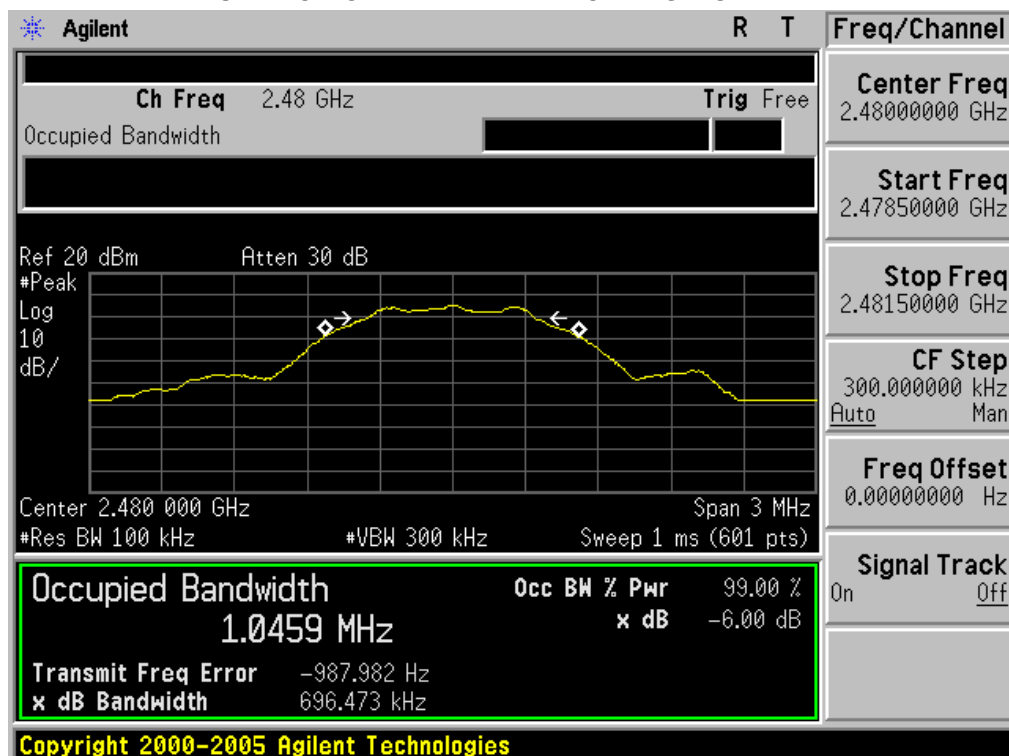 Agilent R T
Freq/Channel
Ch Freq 2.48 GHz Trig Free
Occupied Bandwidth
Center Freq
2.48000000 GHz
Start Freq
2.47850000 GHz
Stop Freq
2.48150000 GHz
CF Step
300.000000 kHz
Auto Man
Freq Offset
0.00000000 Hz
Signal Track
On Off
Ref 20 dBm Atten 30 dB
#Peak
Log
10
dB/
Center 2.480 000 GHz Span 3 MHz
#Res BW 100 kHz #VBW 300 kHz Sweep 1 ms (601 pts)
Occupied Bandwidth Occ BW % Pwr 99.00 %
1.0459 MHz x dB -6.00 dB
Transmit Freq Error -987.982 Hz
x dB Bandwidth 696.473 kHz
Copyright 2000-2005 Agilent Technologies